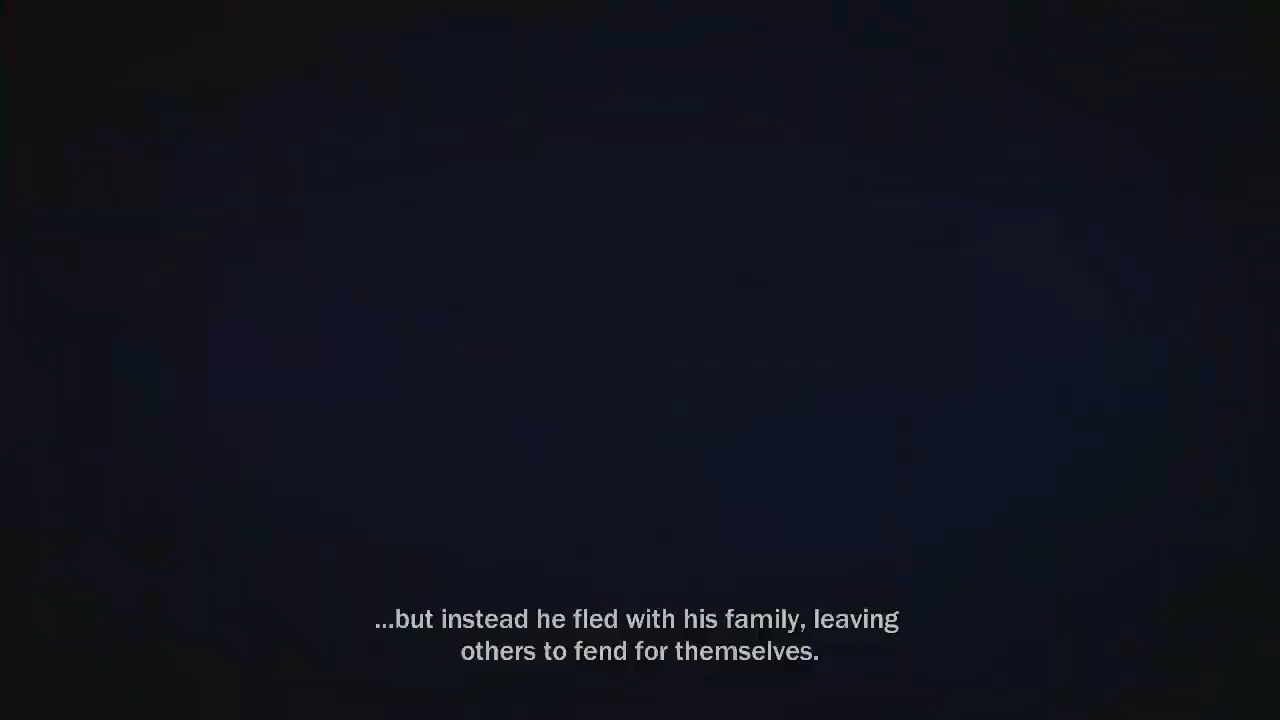 ...but instead he fled with his family, leaving
others to fend for themselves.